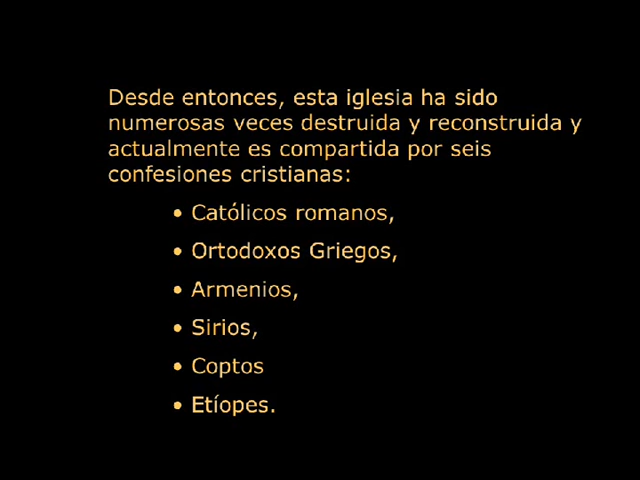 Desde entonces, esta iglesia ha sido
numerosas veces destruida y reconstruida y
actualmente es compartida por seis
confesiones cristianas:
• Católicos romanos,
• Ortodoxos Griegos,
• Armenios,
• Sirios,
• Coptos
• Etíopes.